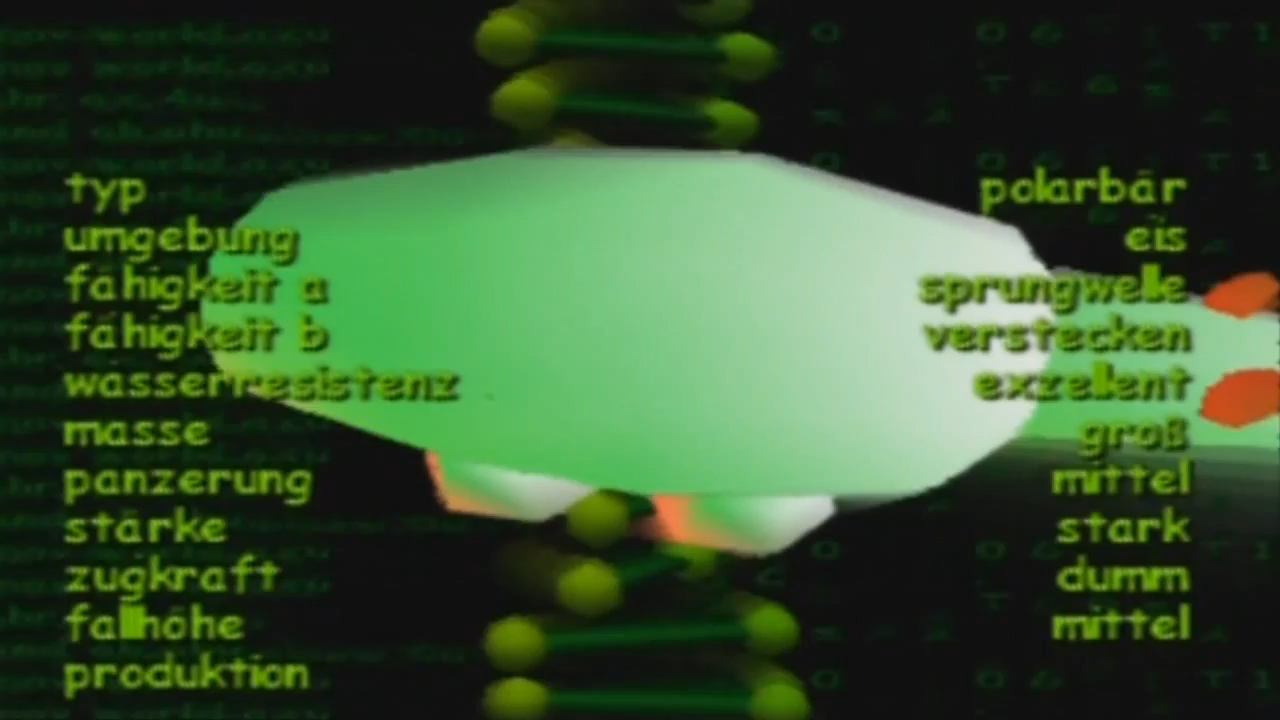 typ polarbär
umgebung eis
fähigkeit a sprungwelle
fähigkeit b verstecken
wasserresistenz exzellent
masse groß
panzerung mittel
stärke stark
zugkraft dumm
fallhöhe mittel
produktion